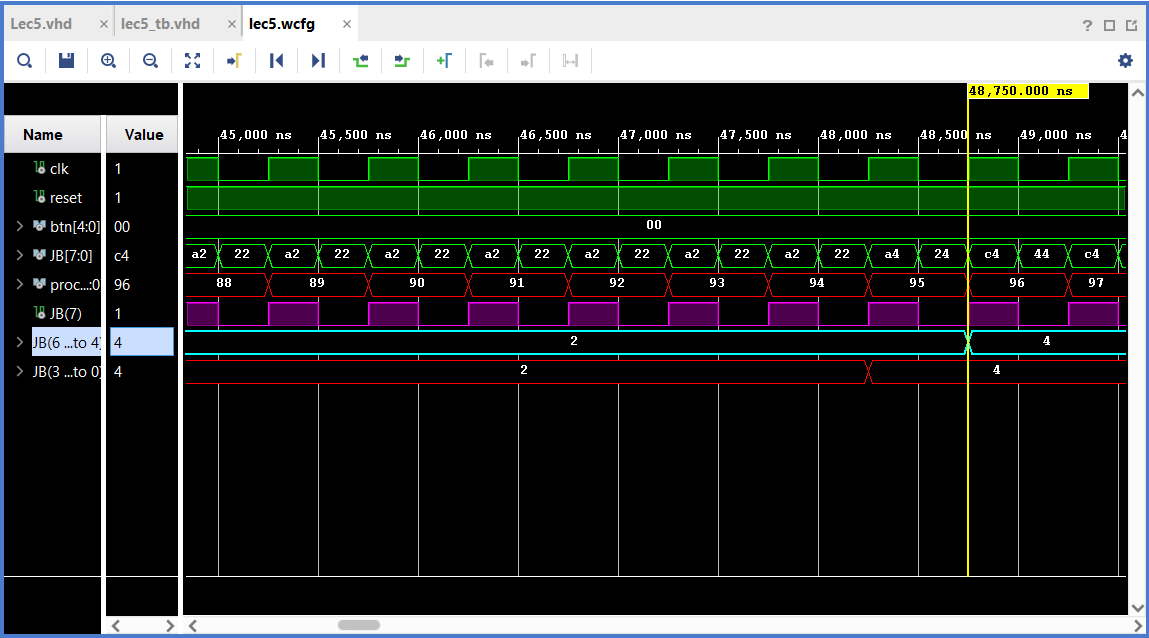 Lec5.vhd × lec5_tb.vhd × lec5.wcfg × ?
48,750.000 ns
Name Value 45,000 ns 45,500 ns 46,000 ns 46,500 ns 47,000 ns 47,500 ns 48,000 ns 48,500 ns 49,000 ns 4
clk 1
reset 1
btn[4:0] 00 00
JB[7:0] c4 a2 22 a2 22 a2 22 a2 22 a2 22 a2 22 a2 22 a4 24 c4 44 c4
proc...:0 96 88 89 90 91 92 93 94 95 96 97
JB(7) 1
JB(6 ...to 4) 4 2 4
JB(3 ...to 0) 4 2 4